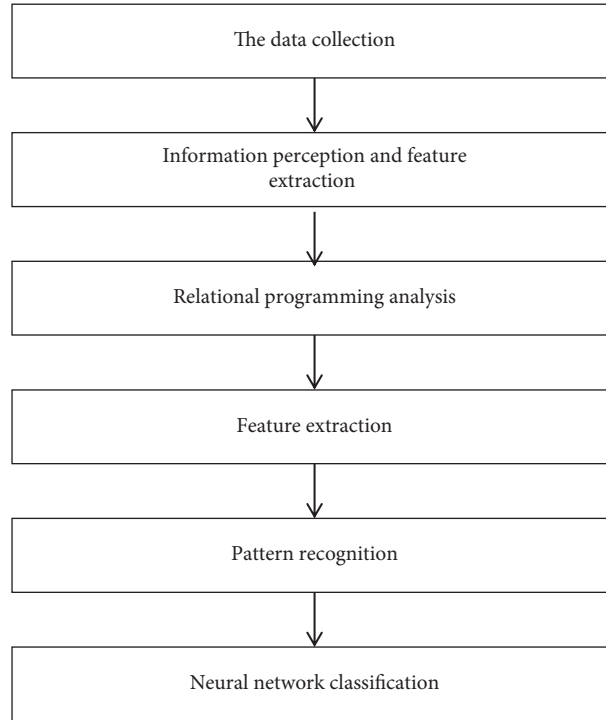 The data collection
Information perception and feature
extraction
Relational programming analysis
Feature extraction
Pattern recognition
Neural network classification